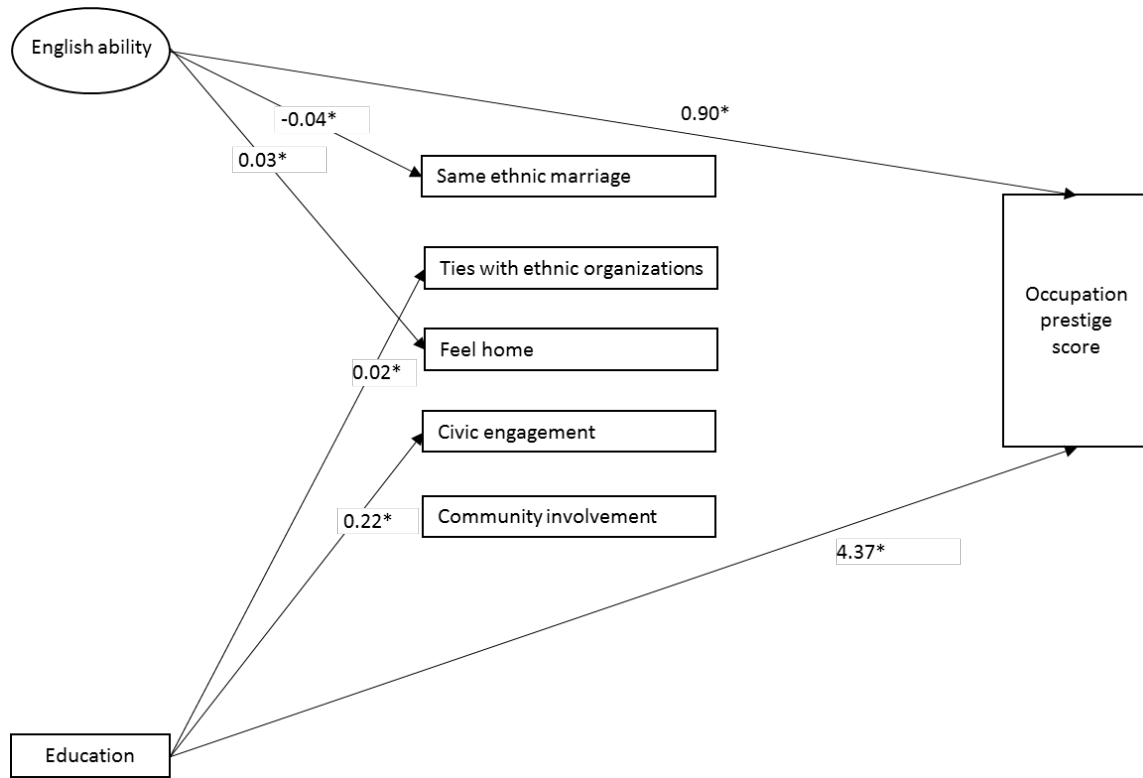 English ability
0.90*
-0.04*
0.03*
Same ethnic marriage
Ties with ethnic organizations
Occupation
prestige
score
Feel home
0.02*
Civic engagement
0.22*
Community involvement
4.37*
Education